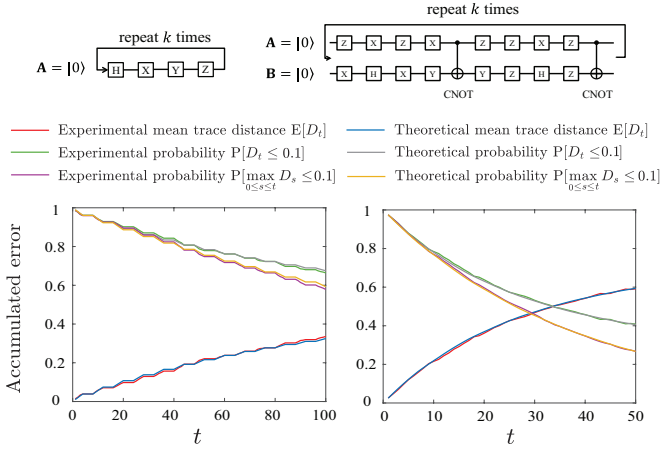 repeat k times
A = |0⟩ H X Y Z
repeat k times
A = |0⟩ Z X Z X Z Z X Z
B = |0⟩ X H X Y Y Z H Z
CNOT CNOT
Experimental mean trace distance E[D_t]
Experimental probability P[D_t ≤ 0.1]
Experimental probability P[max_{0≤s≤t} D_s ≤0.1]
Theoretical mean trace distance E[D_t]
Theoretical probability P[D_t ≤0.1]
Theoretical probability P[max_{0≤s≤t} D_s ≤0.1]
Accumulated error
1
0.8
0.6
0.4
0.2
0
0 20 40 60 80 100
t
1
0.8
0.6
0.4
0.2
0
0 10 20 30 40 50
t